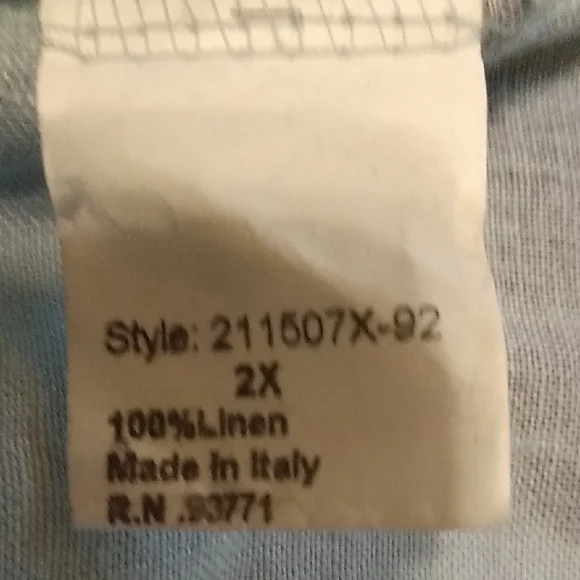 Style: 211507X-92
2X
100%Linen
Made In Italy
R.N .93771